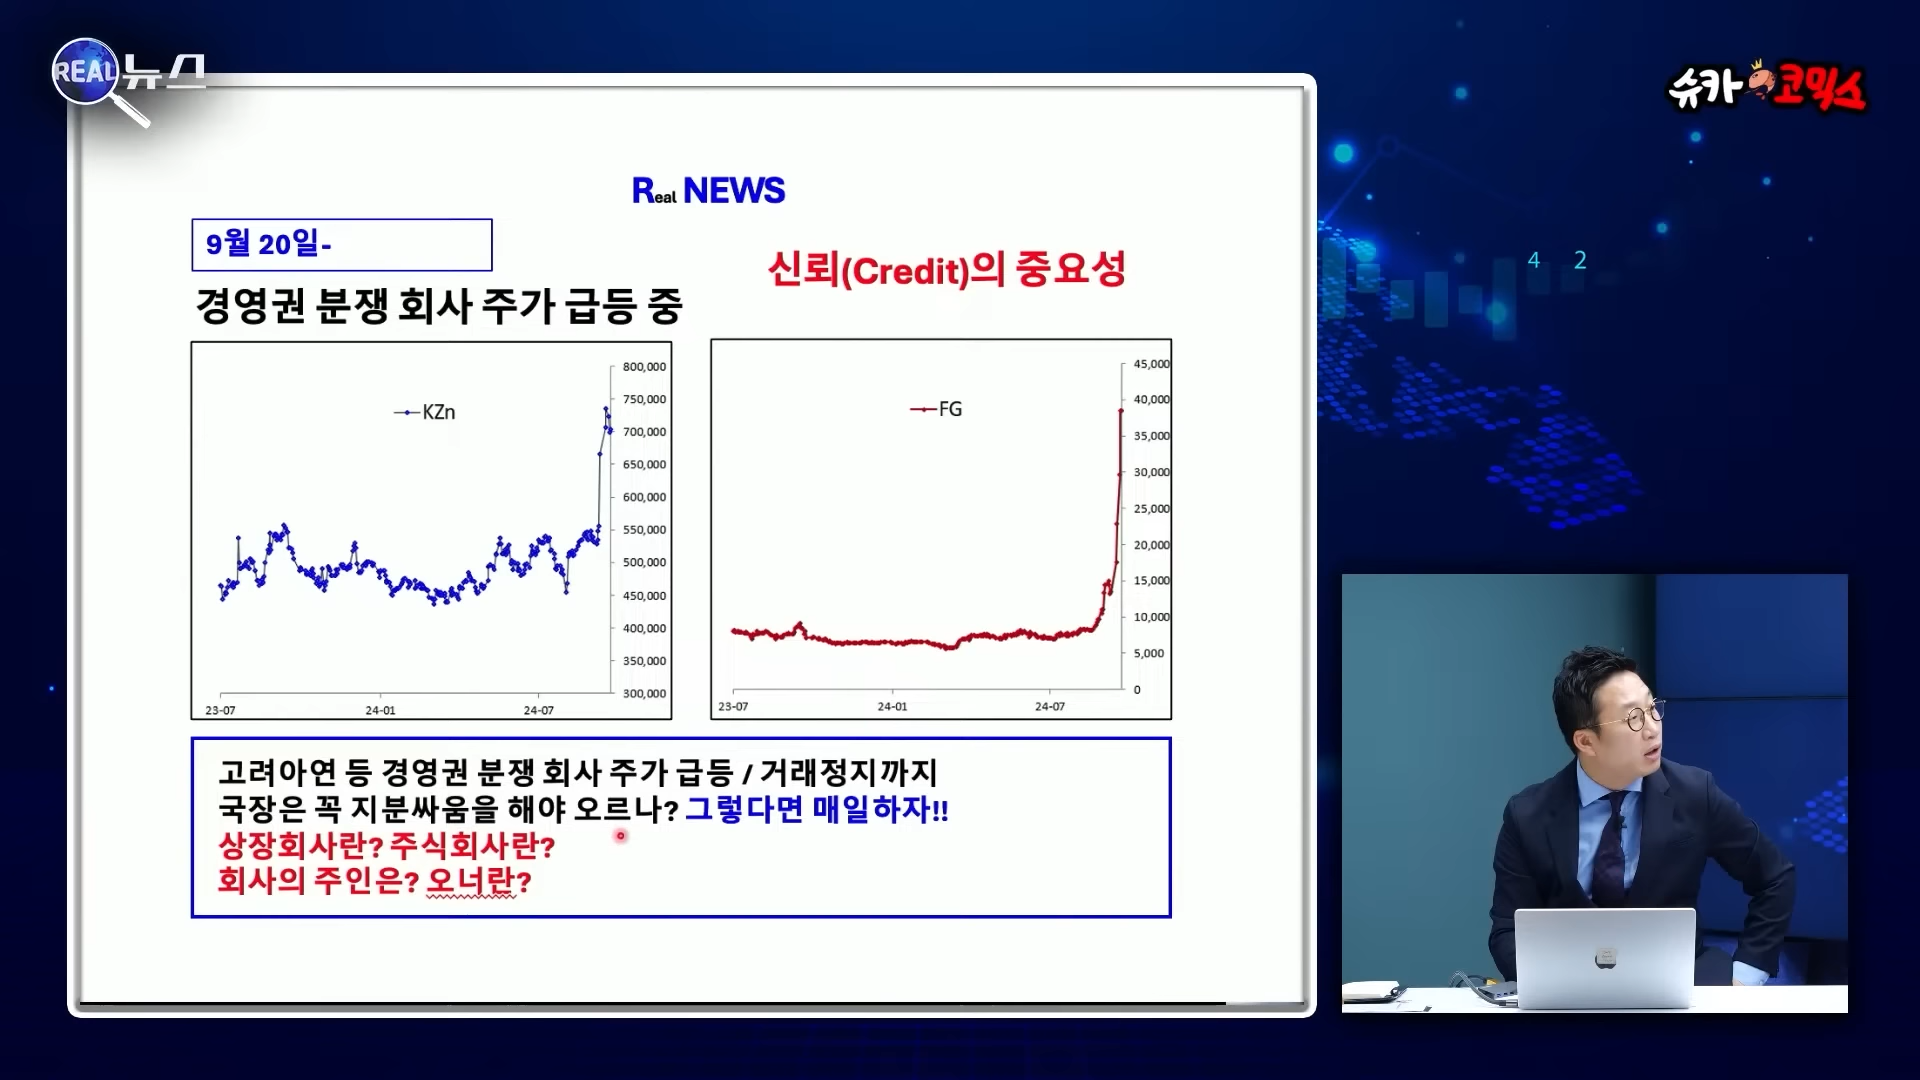 REAL뉴스
슈카코믹스
Real NEWS
9월 20일-
신뢰(Credit)의 중요성
경영권 분쟁 회사 주가 급등 중
KZn
800,000
750,000
700,000
650,000
600,000
550,000
500,000
450,000
400,000
350,000
300,000
23-07 24-01 24-07
FG
45,000
40,000
35,000
30,000
25,000
20,000
15,000
10,000
5,000
0
23-07 24-01 24-07
4 2
고려아연 등 경영권 분쟁 회사 주가 급등 / 거래정지까지
국장은 꼭 지분싸움을 해야 오르나? 그렇다면 매일하자!!
상장회사란? 주식회사란?
회사의 주인은? 오너란?